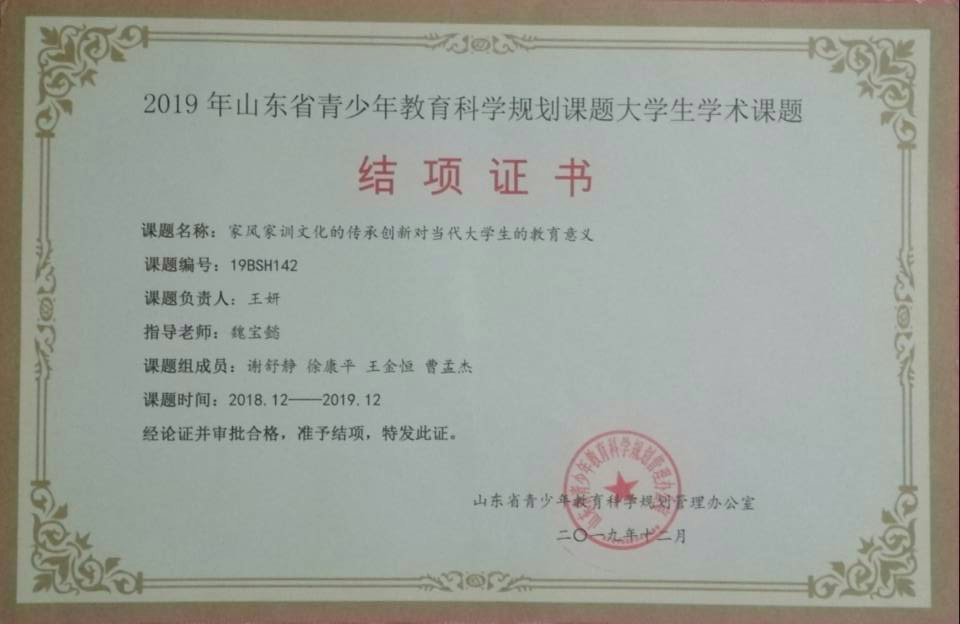 2019 年山东省青少年教育科学规划课题大学生学术课题
结项证书
课题名称：家风家训文化的传承创新对当代大学生的教育意义
课题编号：19BSH142
课题负责人：王妍
指导老师：魏宝懿
课题组成员：谢舒静 徐康平 王金恒 曹孟杰
课题时间：2018.12——2019.12
经论证并审批合格，准予结项，特发此证。
山东省青少年教育科学规划管理办公室
二〇一九年十二月